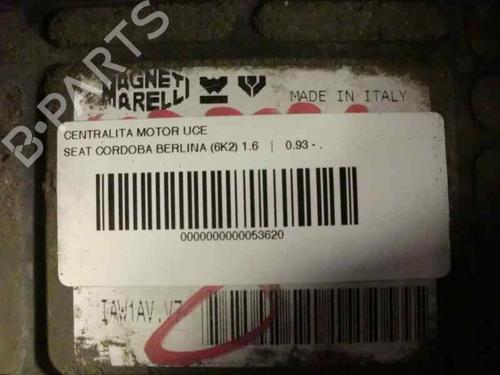 B-PARTS
MAGNETI
MARELLI
MADE IN ITALY
CENTRALITA MOTOR UCE
SEAT CORDOBA BERLINA (6K2) 1.6 | 0.93 - .
0000000000053620
IAW1AV.V7